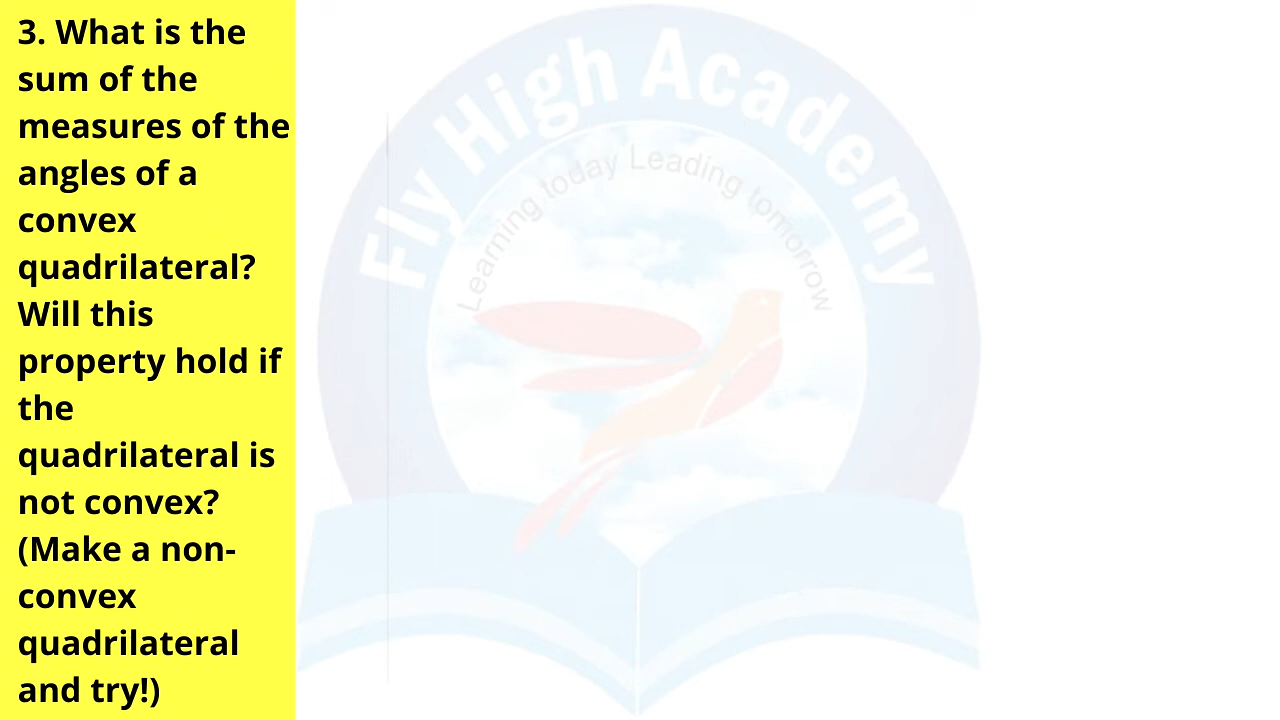 3. What is the
sum of the
measures of the
angles of a
convex
quadrilateral?
Will this
property hold if
the
quadrilateral is
not convex?
(Make a non-
convex
quadrilateral
and try!)
Fly High Academy
Learning today Leading tomorrow